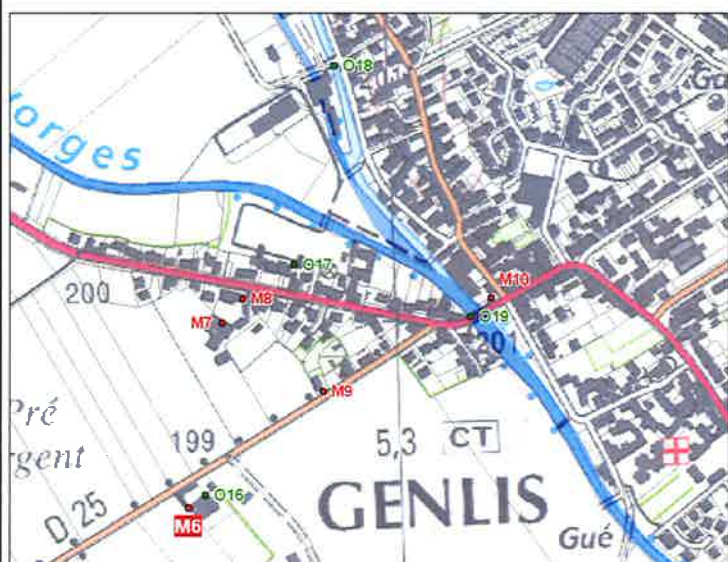 O18
orges
O17
200
M8
M10
M7
O19
201
M9
Pré
rgent
199
5,3
CT
D 25
O16
M6
GENLIS
Gué